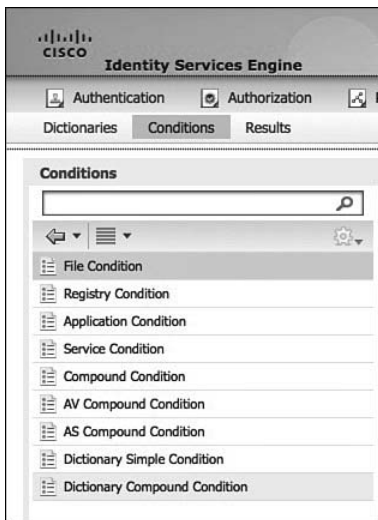 CISCO
Identity Services Engine
Authentication Authorization
Dictionaries Conditions Results
Conditions
File Condition
Registry Condition
Application Condition
Service Condition
Compound Condition
AV Compound Condition
AS Compound Condition
Dictionary Simple Condition
Dictionary Compound Condition